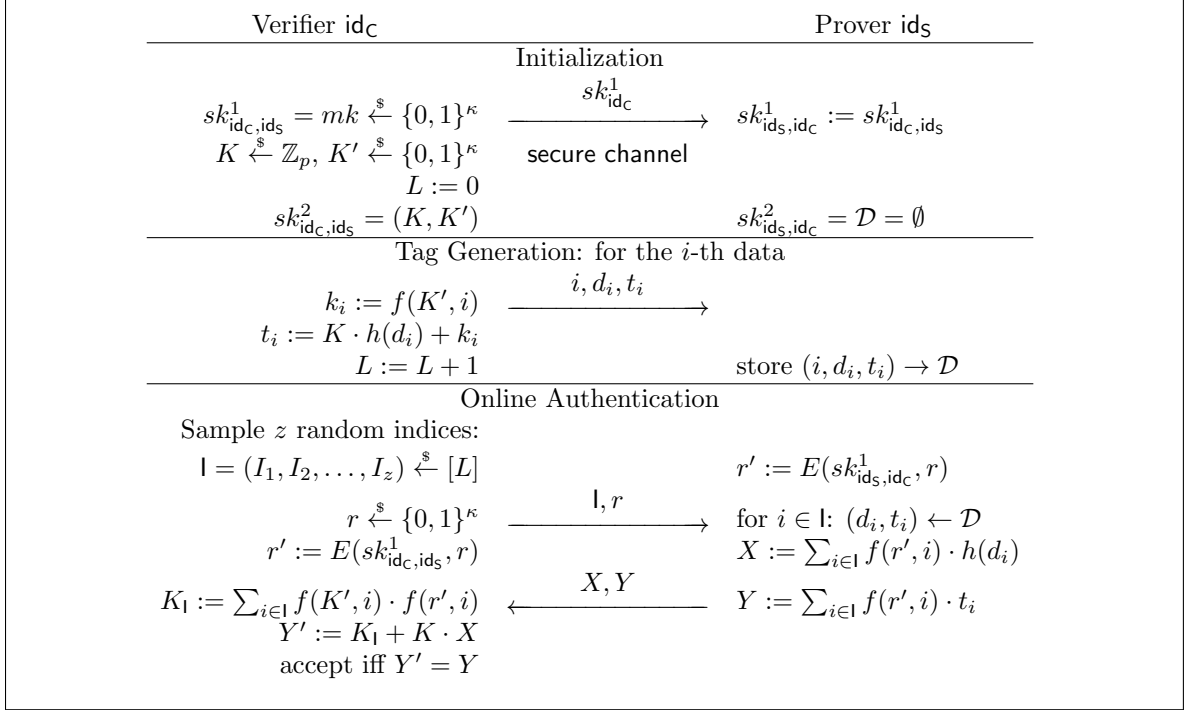 Verifier id_C Prover id_S
Initialization
sk^1_{id_C,id_S} = mk ←$ {0,1}^κ sk^1_{id_C} sk^1_{id_S,id_C} := sk^1_{id_C,id_S}
K ←$ ℤ_p, K′ ←$ {0,1}^κ secure channel
L := 0
sk^2_{id_C,id_S} = (K, K′) sk^2_{id_S,id_C} = 𝒟 = ∅
Tag Generation: for the i-th data
k_i := f(K′, i) i, d_i, t_i
t_i := K · h(d_i) + k_i
L := L + 1 store (i, d_i, t_i) → 𝒟
Online Authentication
Sample z random indices:
I = (I_1, I_2, . . . , I_z) ←$ [L] r′ := E(sk^1_{id_S,id_C}, r)
r ←$ {0,1}^κ I, r for i ∈ I: (d_i, t_i) ← 𝒟
r′ := E(sk^1_{id_C,id_S}, r) X := ∑_{i∈I} f(r′, i) · h(d_i)
K_I := ∑_{i∈I} f(K′, i) · f(r′, i) X, Y Y := ∑_{i∈I} f(r′, i) · t_i
Y′ := K_I + K · X
accept iff Y′ = Y